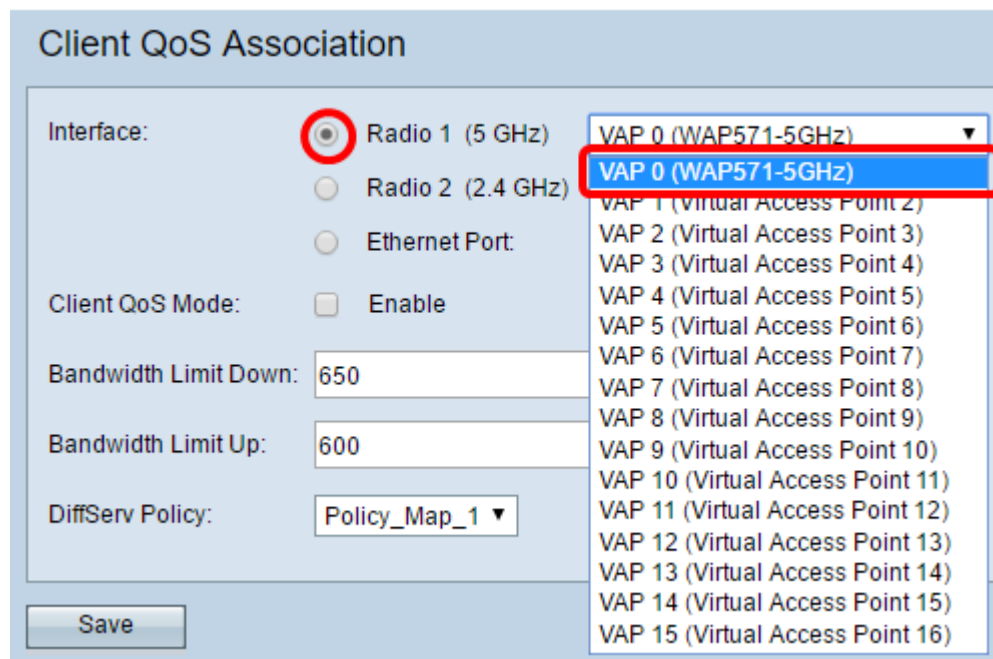 Client QoS Association
Interface:
Radio 1 (5 GHz)
VAP 0 (WAP571-5GHz)
VAP 0 (WAP571-5GHz)
Radio 2 (2.4 GHz)
VAP 1 (Virtual Access Point 2)
Ethernet Port:
VAP 2 (Virtual Access Point 3)
VAP 3 (Virtual Access Point 4)
Client QoS Mode:
Enable
VAP 4 (Virtual Access Point 5)
VAP 5 (Virtual Access Point 6)
VAP 6 (Virtual Access Point 7)
Bandwidth Limit Down:
650
VAP 7 (Virtual Access Point 8)
VAP 8 (Virtual Access Point 9)
Bandwidth Limit Up:
600
VAP 9 (Virtual Access Point 10)
VAP 10 (Virtual Access Point 11)
DiffServ Policy:
Policy_Map_1
VAP 11 (Virtual Access Point 12)
VAP 12 (Virtual Access Point 13)
VAP 13 (Virtual Access Point 14)
VAP 14 (Virtual Access Point 15)
Save
VAP 15 (Virtual Access Point 16)